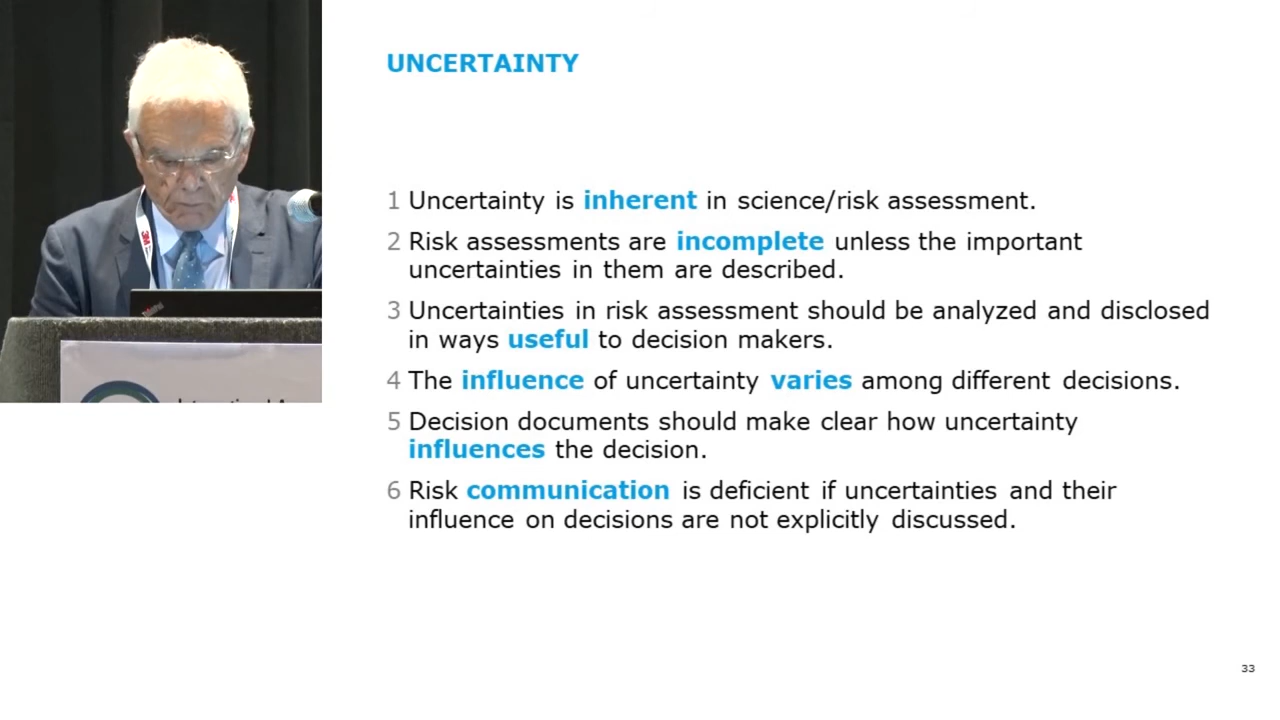 UNCERTAINTY
1 Uncertainty is inherent in science/risk assessment.
2 Risk assessments are incomplete unless the important
uncertainties in them are described.
3 Uncertainties in risk assessment should be analyzed and disclosed
in ways useful to decision makers.
4 The influence of uncertainty varies among different decisions.
5 Decision documents should make clear how uncertainty
influences the decision.
6 Risk communication is deficient if uncertainties and their
influence on decisions are not explicitly discussed.
33
3M